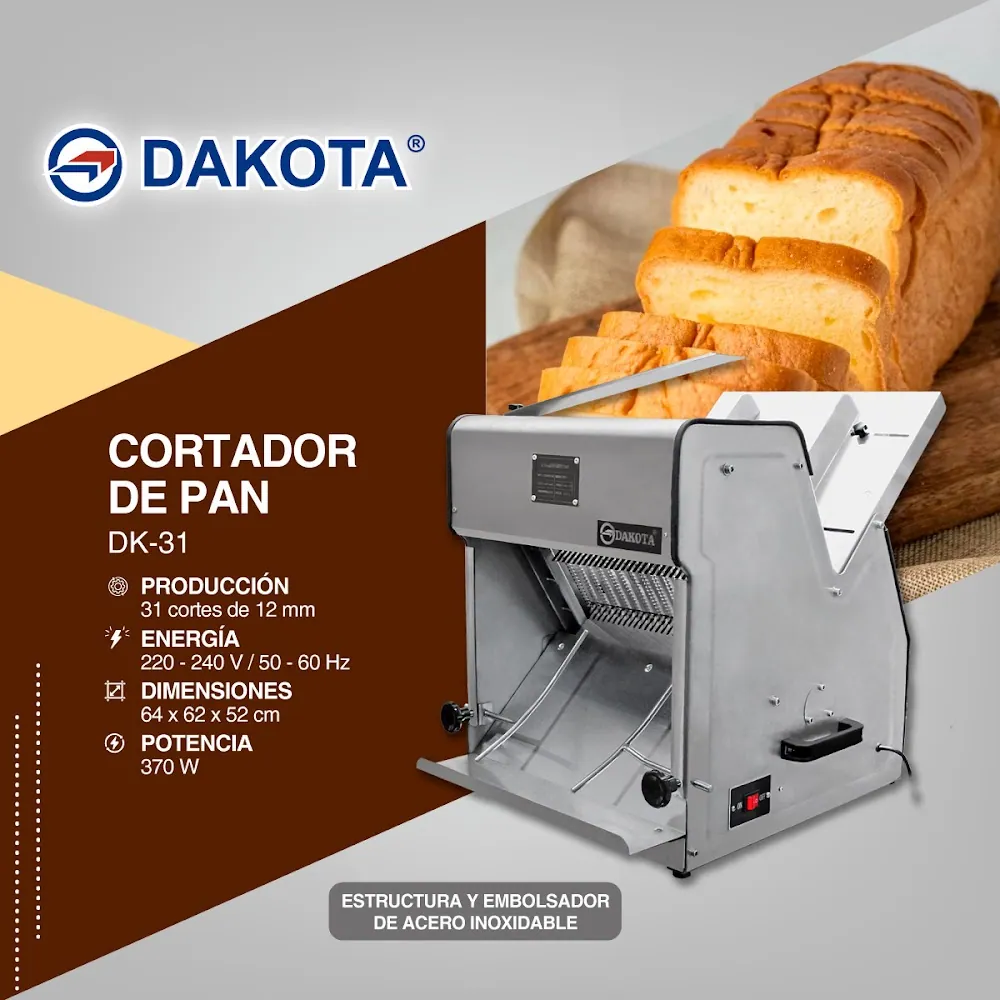 DAKOTA®
CORTADOR
DE PAN
DK-31
PRODUCCIÓN
31 cortes de 12 mm
ENERGÍA
220 - 240 V / 50 - 60 Hz
DIMENSIONES
64 x 62 x 52 cm
POTENCIA
370 W
DAKOTA
ESTRUCTURA Y EMBOLSADOR
DE ACERO INOXIDABLE